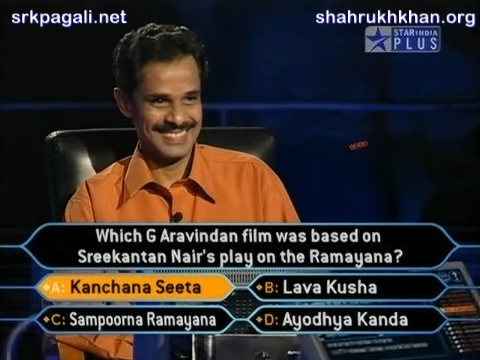 srkpagali.net
shahrukhkhan.org
STAR INDIA
PLUS
Which G Aravindan film was based on
Sreekantan Nair's play on the Ramayana?
A: Kanchana Seeta
B: Lava Kusha
C: Sampoorna Ramayana
D: Ayodhya Kanda